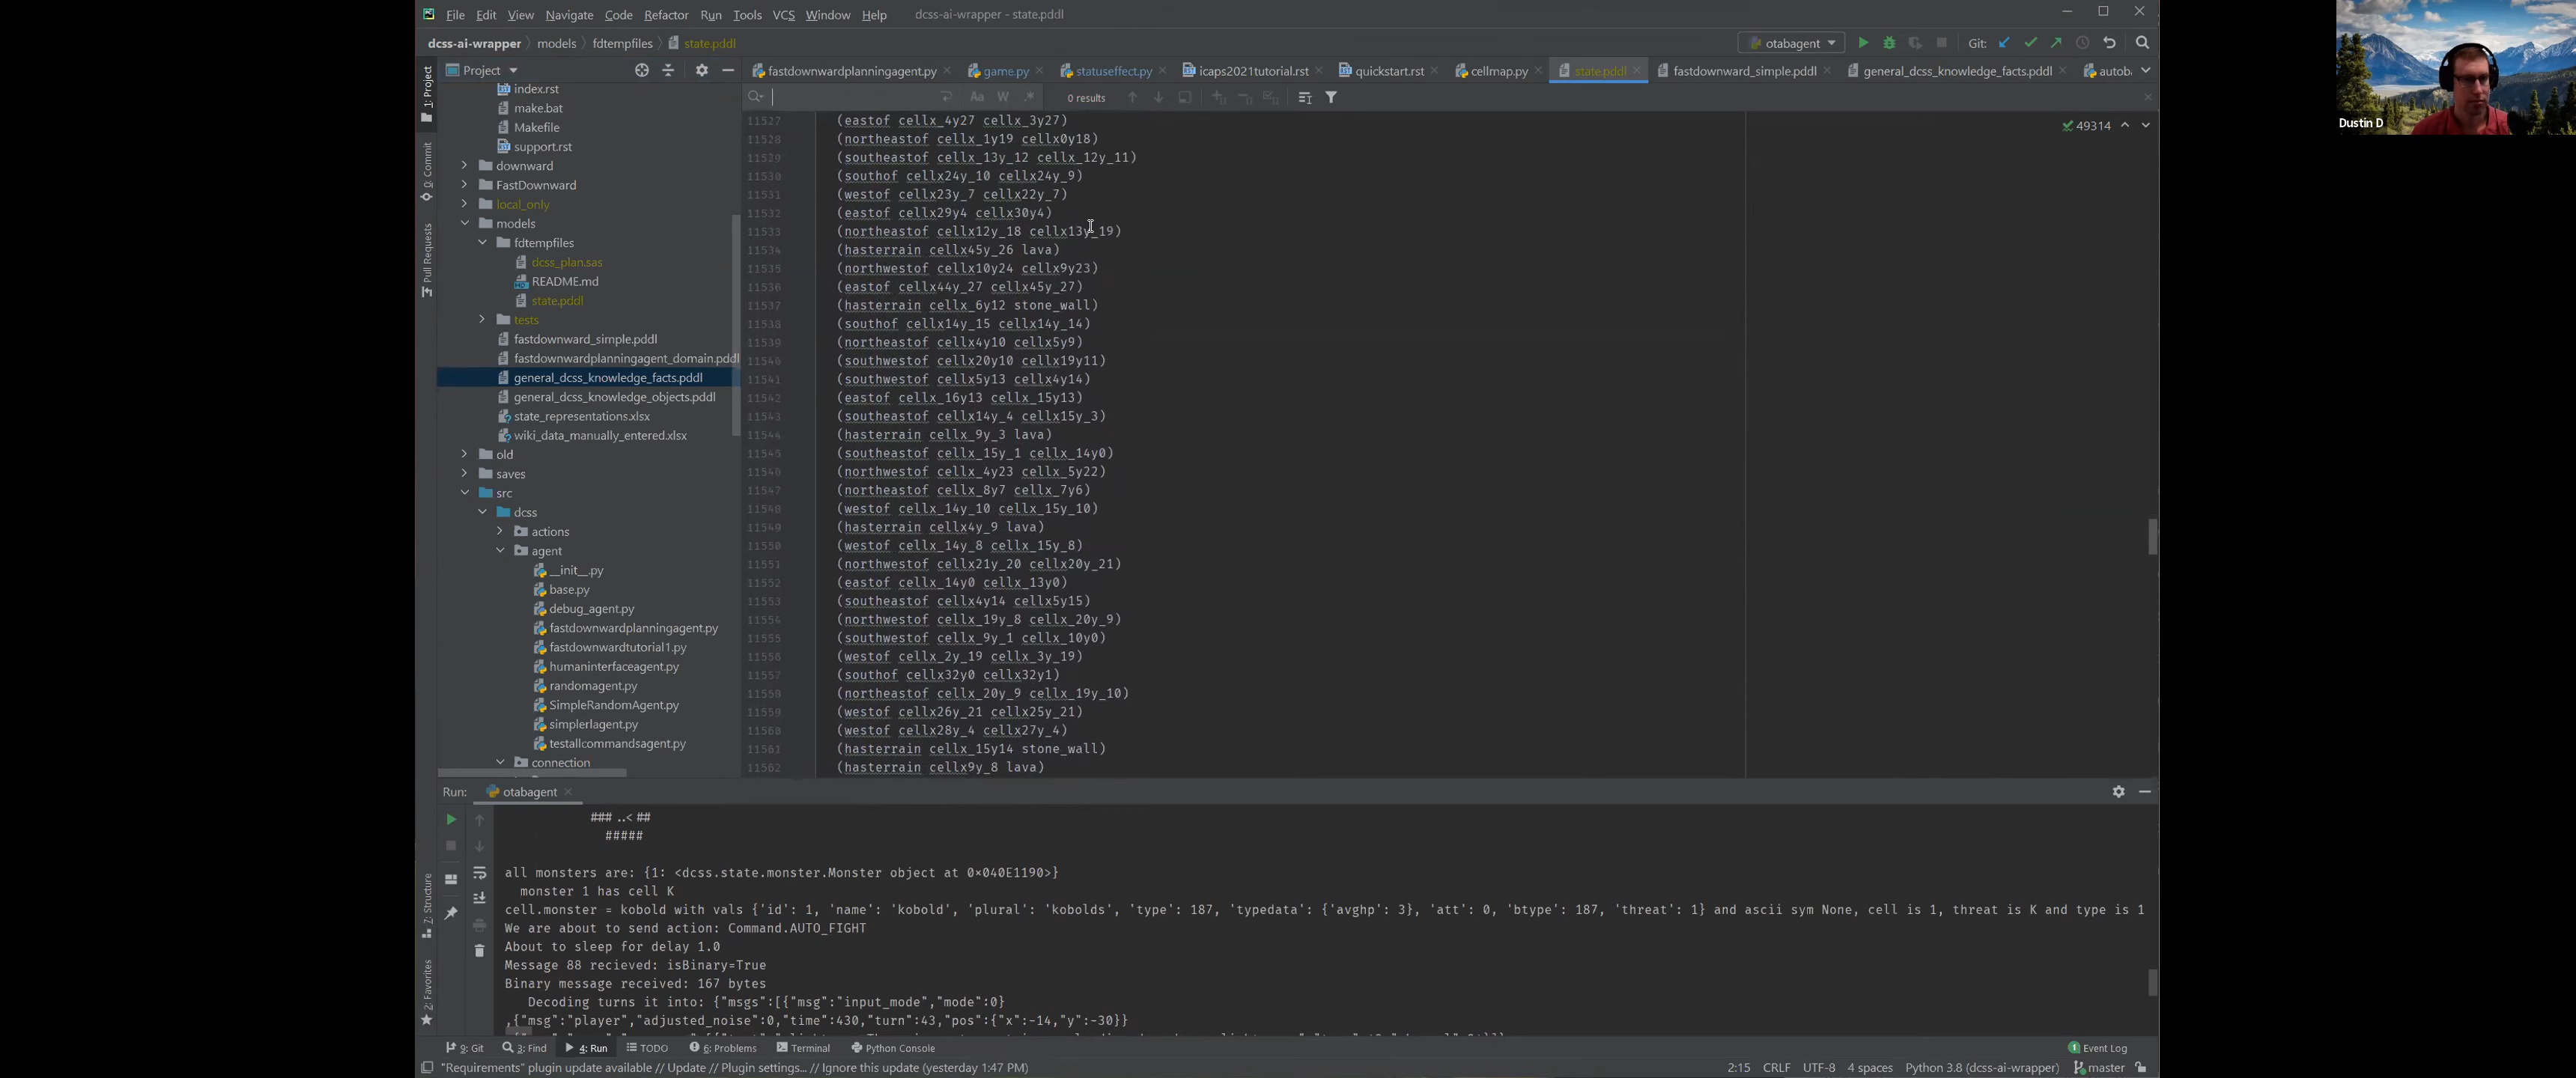 File Edit View Navigate Code Refactor Run Tools VCS Window Help dcss-ai-wrapper - state.pddl
dcss-ai-wrapper models fdtempfiles state.pddl otabagent Git:
Project fastdownwardplanningagent.py game.py statuseffect.py icaps2021tutorial.rst quickstart.rst cellmap.py state.pddl fastdownward_simple.pddl general_dcss_knowledge_facts.pddl autoba
Aa W .* 0 results
49314
1: Project
0: Commit
Pull Requests
7: Structure
2: Favorites
index.rst
make.bat
Makefile
support.rst
downward
FastDownward
local_only
models
fdtempfiles
dcss_plan.sas
README.md
state.pddl
tests
fastdownward_simple.pddl
fastdownwardplanningagent_domain.pddl
general_dcss_knowledge_facts.pddl
general_dcss_knowledge_objects.pddl
state_representations.xlsx
wiki_data_manually_entered.xlsx
old
saves
src
dcss
actions
agent
__init__.py
base.py
debug_agent.py
fastdownwardplanningagent.py
fastdownwardtutorial1.py
humaninterfaceagent.py
randomagent.py
SimpleRandomAgent.py
simplerlagent.py
testallcommandsagent.py
connection
11527 (eastof cellx_4y27 cellx_3y27)
11528 (northeastof cellx_1y19 cellx0y18)
11529 (southeastof cellx_13y_12 cellx_12y_11)
11530 (southof cellx24y_10 cellx24y_9)
11531 (westof cellx23y_7 cellx22y_7)
11532 (eastof cellx29y4 cellx30y4)
11533 (northeastof cellx12y_18 cellx13y_19)
11534 (hasterrain cellx45y_26 lava)
11535 (northwestof cellx10y24 cellx9y23)
11536 (eastof cellx44y_27 cellx45y_27)
11537 (hasterrain cellx_6y12 stone_wall)
11538 (southof cellx14y_15 cellx14y_14)
11539 (northeastof cellx4y10 cellx5y9)
11540 (southwestof cellx20y10 cellx19y11)
11541 (southwestof cellx5y13 cellx4y14)
11542 (eastof cellx_16y13 cellx_15y13)
11543 (southeastof cellx14y_4 cellx15y_3)
11544 (hasterrain cellx_9y_3 lava)
11545 (southeastof cellx_15y_1 cellx_14y0)
11546 (northwestof cellx_4y23 cellx_5y22)
11547 (northeastof cellx_8y7 cellx_7y6)
11548 (westof cellx_14y_10 cellx_15y_10)
11549 (hasterrain cellx4y_9 lava)
11550 (westof cellx_14y_8 cellx_15y_8)
11551 (northwestof cellx21y_20 cellx20y_21)
11552 (eastof cellx_14y0 cellx_13y0)
11553 (southeastof cellx4y14 cellx5y15)
11554 (northwestof cellx_19y_8 cellx_20y_9)
11555 (southwestof cellx_9y_1 cellx_10y0)
11556 (westof cellx_2y_19 cellx_3y_19)
11557 (southof cellx32y0 cellx32y1)
11558 (northeastof cellx_20y_9 cellx_19y_10)
11559 (westof cellx26y_21 cellx25y_21)
11560 (westof cellx28y_4 cellx27y_4)
11561 (hasterrain cellx_15y14 stone_wall)
11562 (hasterrain cellx9y_8 lava)
Run: otabagent
### ..< ##
#####
all monsters are: {1: <dcss.state.monster.Monster object at 0x040E1190>}
monster 1 has cell K
cell.monster = kobold with vals {'id': 1, 'name': 'kobold', 'plural': 'kobolds', 'type': 187, 'typedata': {'avghp': 3}, 'att': 0, 'btype': 187, 'threat': 1} and ascii sym None, cell is 1, threat is K and type is 1
We are about to send action: Command.AUTO_FIGHT
About to sleep for delay 1.0
Message 88 recieved: isBinary=True
Binary message received: 167 bytes
Decoding turns it into: {"msgs":[{"msg":"input_mode","mode":0}
,{"msg":"player","adjusted_noise":0,"time":430,"turn":43,"pos":{"x":-14,"y":-30}}
9: Git 3: Find 4: Run TODO 6: Problems Terminal Python Console 1 Event Log
"Requirements" plugin update available // Update // Plugin settings... // Ignore this update (yesterday 1:47 PM) 2:15 CRLF UTF-8 4 spaces Python 3.8 (dcss-ai-wrapper) master
Dustin D